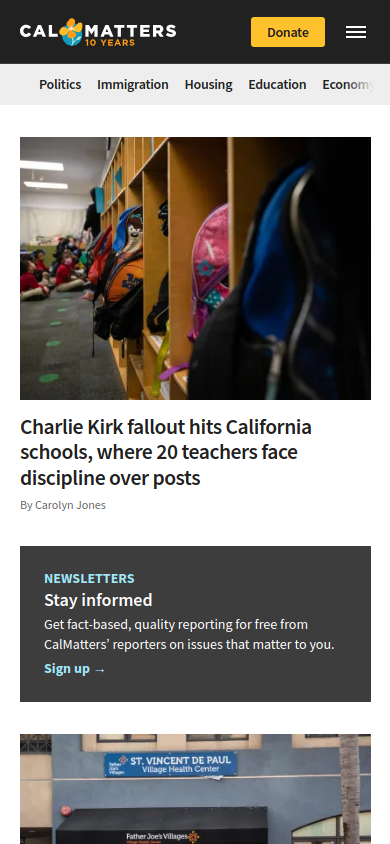 CAL MATTERS
10 YEARS
Donate
Politics Immigration Housing Education Economy
Charlie Kirk fallout hits California
schools, where 20 teachers face
discipline over posts
By Carolyn Jones
NEWSLETTERS
Stay informed
Get fact-based, quality reporting for free from
CalMatters’ reporters on issues that matter to you.
Sign up →
Father Joe's Villages
ST. VINCENT DE PAUL
Village Health Center
Father Joe's Villages